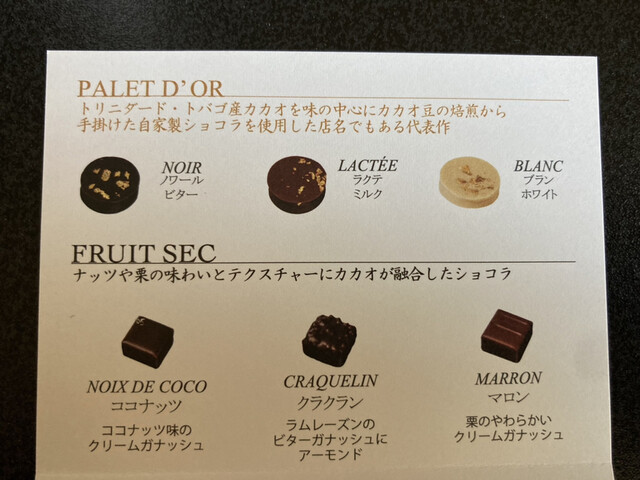 PALET D'OR
トリニダード・トバゴ産カカオを味の中心にカカオ豆の焙煎から
手掛けた自家製ショコラを使用した店名でもある代表作
NOIR
ノワール
ビター
LACTÉE
ラクテ
ミルク
BLANC
ブラン
ホワイト
FRUIT SEC
ナッツや栗の味わいとテクスチャーにカカオが融合したショコラ
NOIX DE COCO
ココナッツ
ココナッツ味の
クリームガナッシュ
CRAQUELIN
クラクラン
ラムレーズンの
ビターガナッシュに
アーモンド
MARRON
マロン
栗のやわらかい
クリームガナッシュ